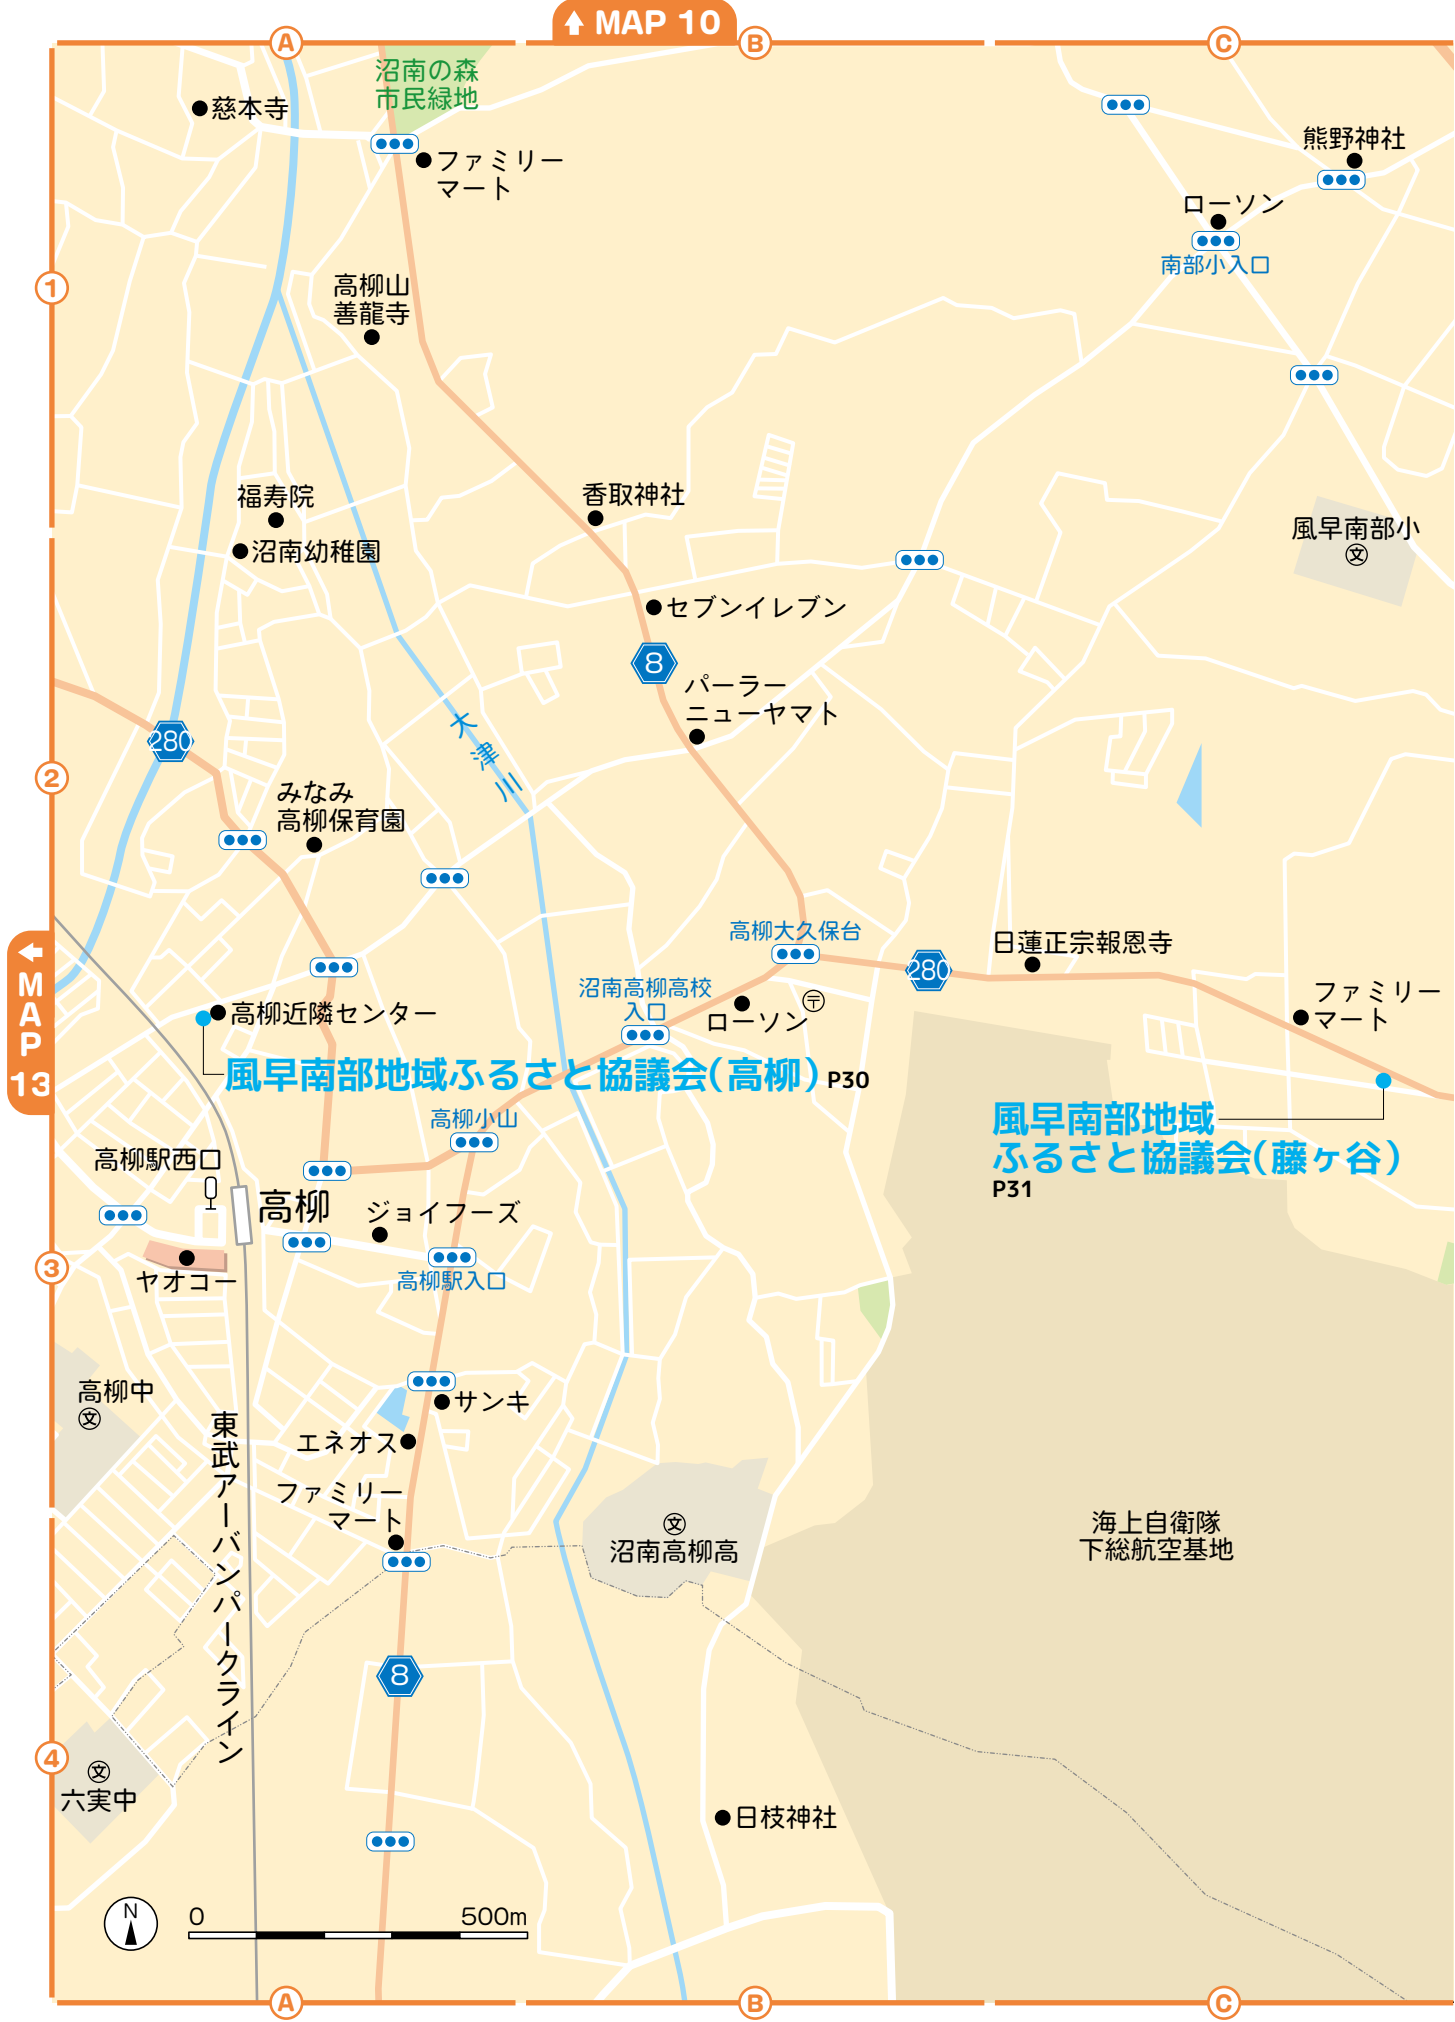 MAP 10
A
B
C
沼南の森
市民緑地
慈本寺
ファミリー
マート
熊野神社
ローソン
南部小入口
1
高柳山
善龍寺
福寿院
沼南幼稚園
香取神社
風早南部小
文
セブンイレブン
8
パーラー
ニューヤマト
大津川
280
2
みなみ
高柳保育園
高柳大久保台
日蓮正宗報恩寺
280
MAP
13
沼南高柳高校
入口
ローソン
〒
ファミリー
マート
高柳近隣センター
風早南部地域ふるさと協議会(高柳) P30
風早南部地域
ふるさと協議会(藤ヶ谷)
P31
高柳小山
高柳駅西口
高柳
ジョイフーズ
3
ヤオコー
高柳駅入口
高柳中
文
サンキ
東武アーバンパークライン
エネオス
ファミリー
マート
文
沼南高柳高
海上自衛隊
下総航空基地
8
4
文
六実中
日枝神社
N
0
500m
A
B
C